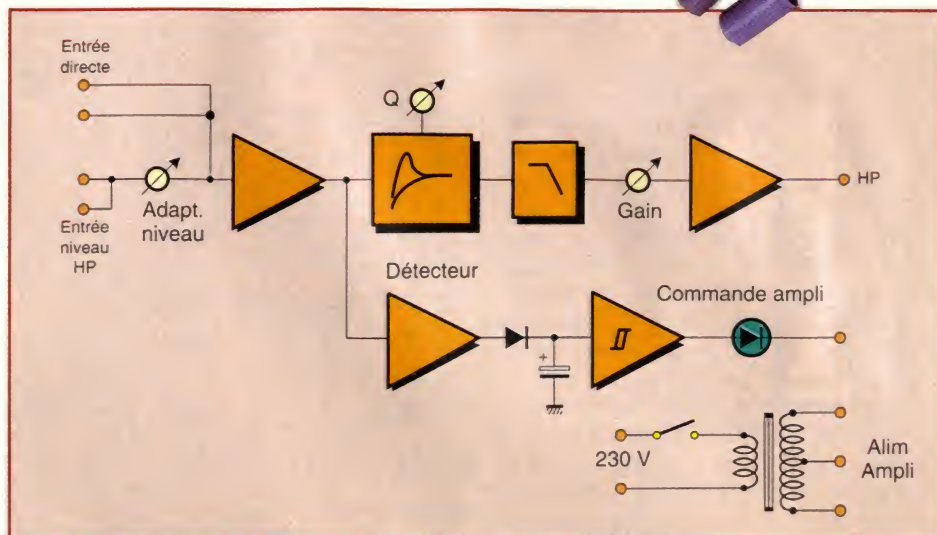 Entrée
directe
Q
Adapt.
niveau
Entrée
niveau
HP
Gain
HP
Détecteur
Commande ampli
+
230 V
Alim
Ampli